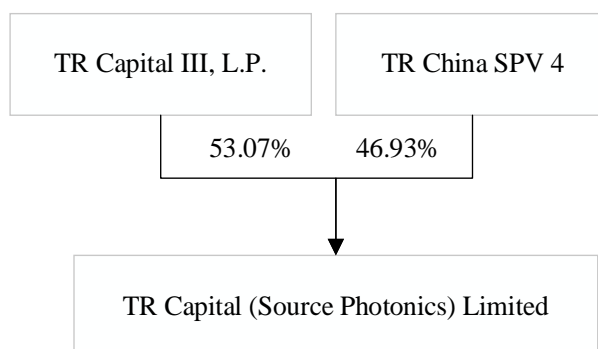 TR Capital III, L.P.
TR China SPV 4
53.07%
46.93%
TR Capital (Source Photonics) Limited